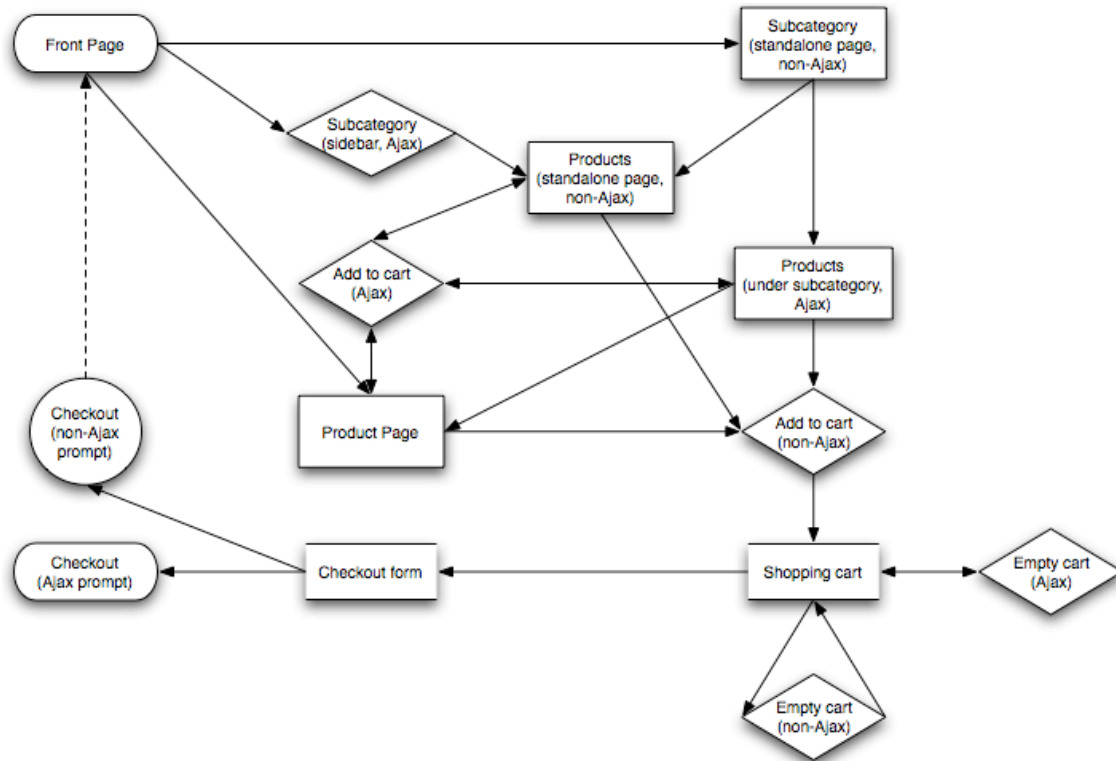 Front Page
Subcategory
(standalone page,
non-Ajax)
Subcategory
(sidebar, Ajax)
Products
(standalone page,
non-Ajax)
Add to cart
(Ajax)
Products
(under subcategory,
Ajax)
Checkout
(non-Ajax
prompt)
Product Page
Add to cart
(non-Ajax)
Checkout
(Ajax prompt)
Checkout form
Shopping cart
Empty cart
(Ajax)
Empty cart
(non-Ajax)